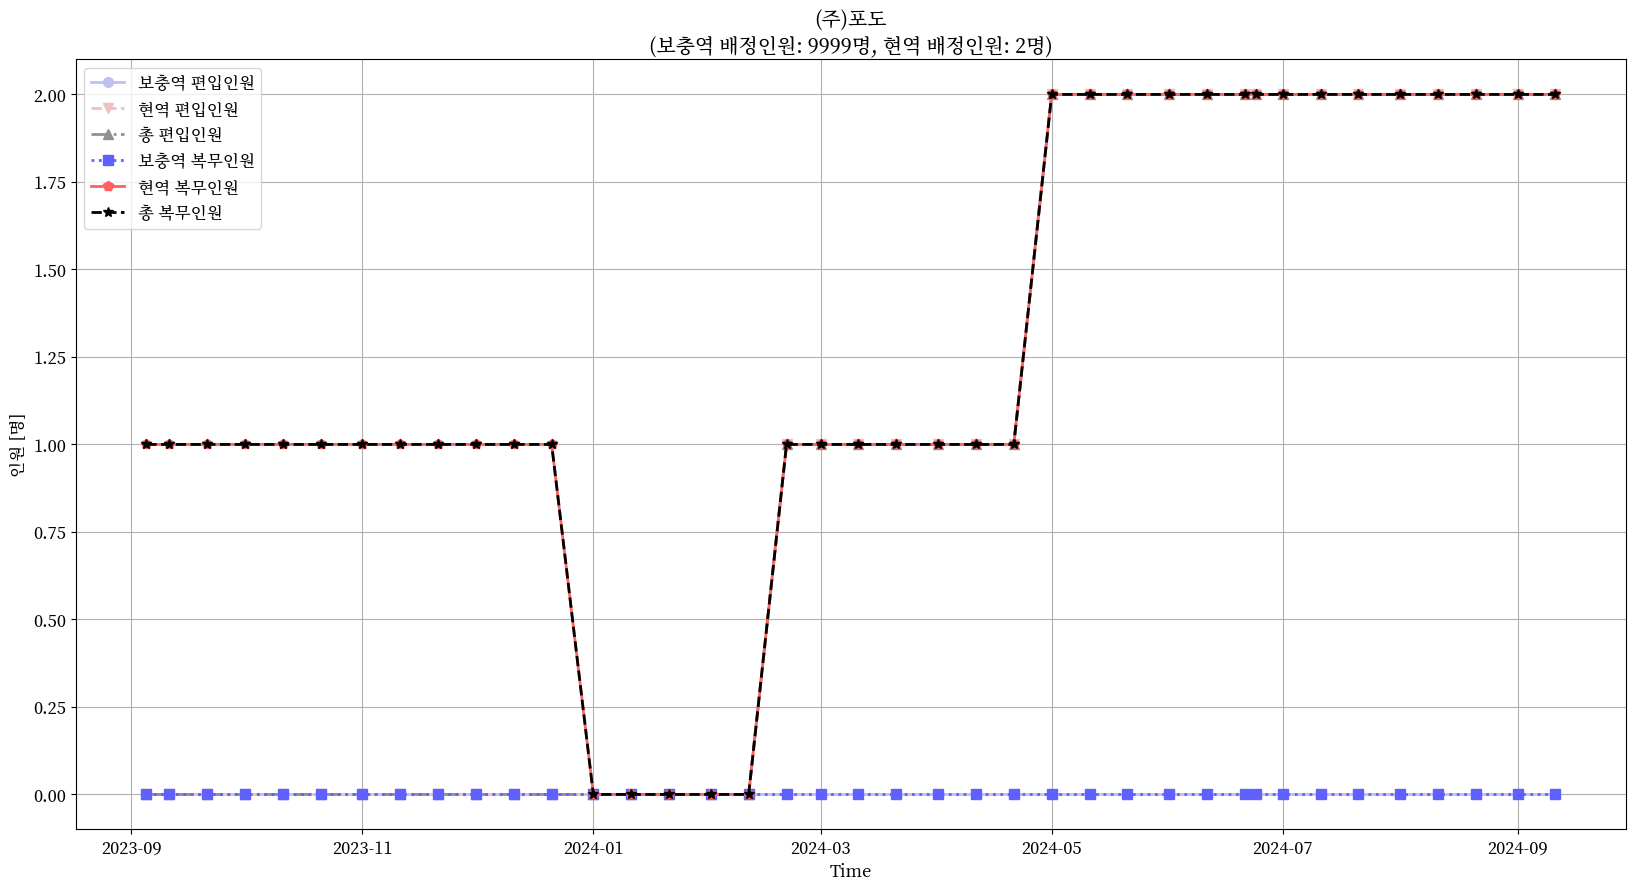 (주)포도
(보충역 배정인원: 9999명, 현역 배정인원: 2명)
보충역 편입인원
현역 편입인원
총 편입인원
보충역 복무인원
현역 복무인원
총 복무인원
2.00
1.75
1.50
1.25
1.00
0.75
0.50
0.25
0.00
인원 [명]
2023-09
2023-11
2024-01
2024-03
2024-05
2024-07
2024-09
Time